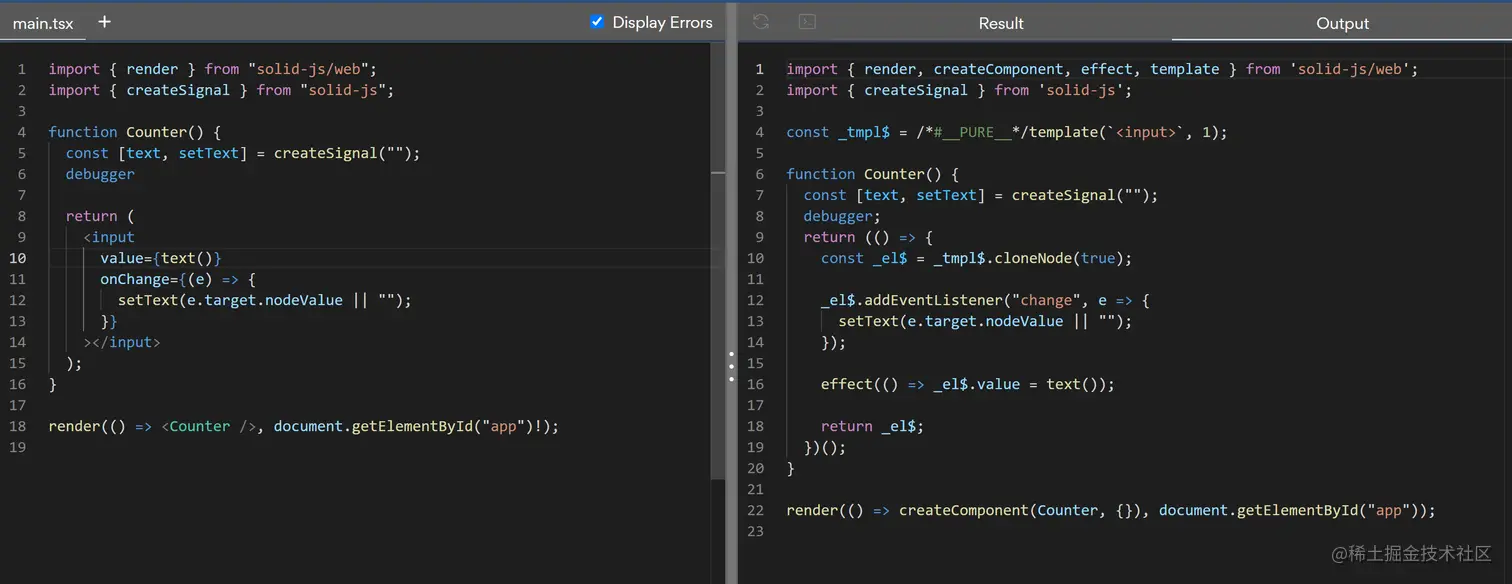 main.tsx + Display Errors
1 import { render } from "solid-js/web";
2 import { createSignal } from "solid-js";
3
4 function Counter() {
5 const [text, setText] = createSignal("");
6 debugger
7
8 return (
9 <input
10 value={text()}
11 onChange={(e) => {
12 setText(e.target.nodeValue || "");
13 }}
14 ></input>
15 );
16 }
17
18 render(() => <Counter />, document.getElementById("app")!);
19
Result Output
1 import { render, createComponent, effect, template } from 'solid-js/web';
2 import { createSignal } from 'solid-js';
3
4 const _tmpl$ = /*#__PURE__*/template(`<input>`, 1);
5
6 function Counter() {
7 const [text, setText] = createSignal("");
8 debugger;
9 return (() => {
10 const _el$ = _tmpl$.cloneNode(true);
11
12 _el$.addEventListener("change", e => {
13 setText(e.target.nodeValue || "");
14 });
15
16 effect(() => _el$.value = text());
17
18 return _el$;
19 })();
20 }
21
22 render(() => createComponent(Counter, {}), document.getElementById("app"));
23
@稀土掘金技术社区